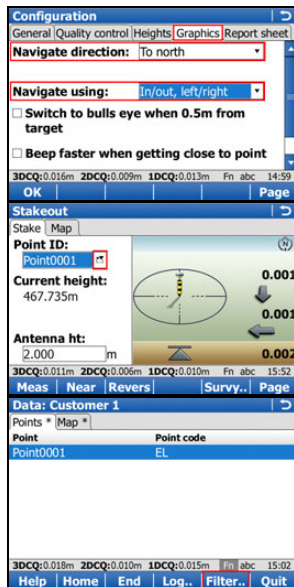 Configuration
General Quality control Heights Graphics Report sheet
Navigate direction: To north
Navigate using: In/out, left/right
Switch to bulls eye when 0.5m from
target
Beep faster when getting close to point
3DCQ:0.016m 2DCQ:0.009m 1DCQ:0.013m Fn abc 14:59
OK Page
Stakeout
Stake Map
Point ID:
Point0001
Current height:
467.735m
0.001
0.001
Antenna ht:
2.000 m
0.002
3DCQ:0.011m 2DCQ:0.006m 1DCQ:0.010m Fn abc 15:52
Meas Near Revers Survy.. Page
Data: Customer 1
Points * Map *
Point Point code
Point0001 EL
3DCQ:0.018m 2DCQ:0.010m 1DCQ:0.015m Fn abc 15:02
Help Home End Log.. Filter.. Quit